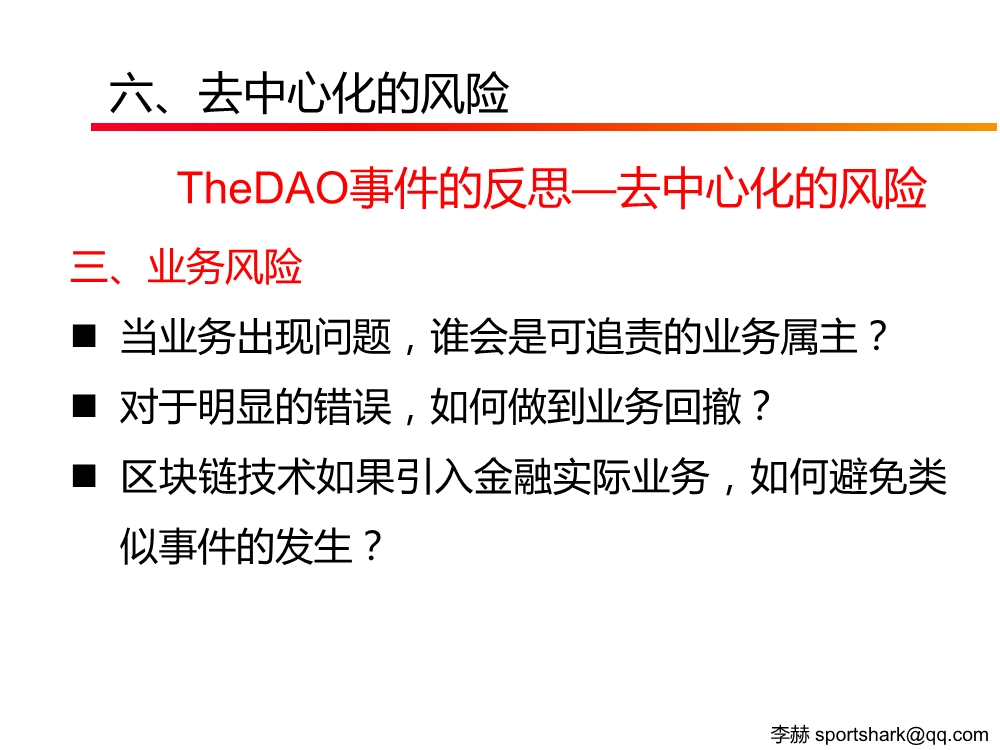 六、去中心化的风险
TheDAO事件的反思—去中心化的风险
三、业务风险
■ 当业务出现问题，谁会是可追责的业务属主？
■ 对于明显的错误，如何做到业务回撤？
■ 区块链技术如果引入金融实际业务，如何避免类
似事件的发生？
李赫 sportshark@qq.com